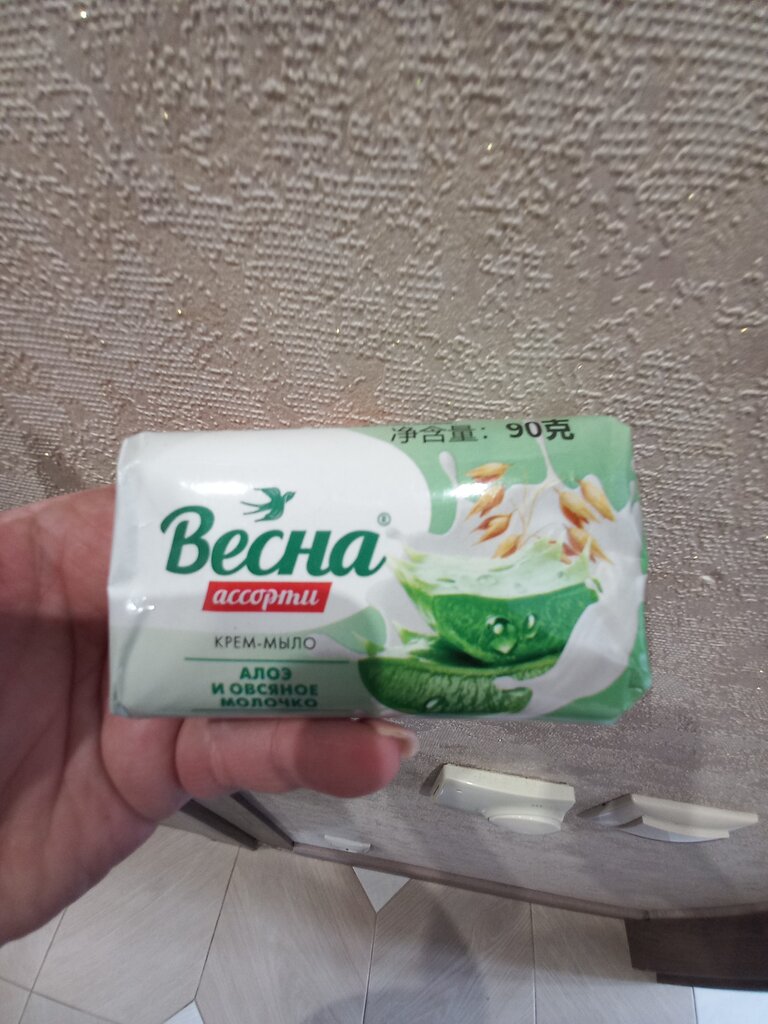 净含量：90克
Весна®
ассорти
КРЕМ-МЫЛО
АЛОЭ
И ОВСЯНОЕ
МОЛОЧКО